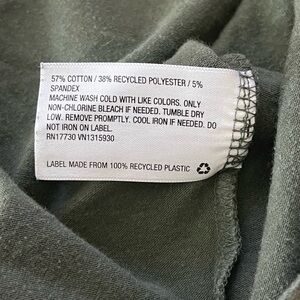 57% COTTON / 38% RECYCLED POLYESTER / 5%
SPANDEX
MACHINE WASH COLD WITH LIKE COLORS. ONLY
NON-CHLORINE BLEACH IF NEEDED. TUMBLE DRY
LOW. REMOVE PROMPTLY. COOL IRON IF NEEDED. DO
NOT IRON ON LABEL.
RN17730 VN1315930
LABEL MADE FROM 100% RECYCLED PLASTIC